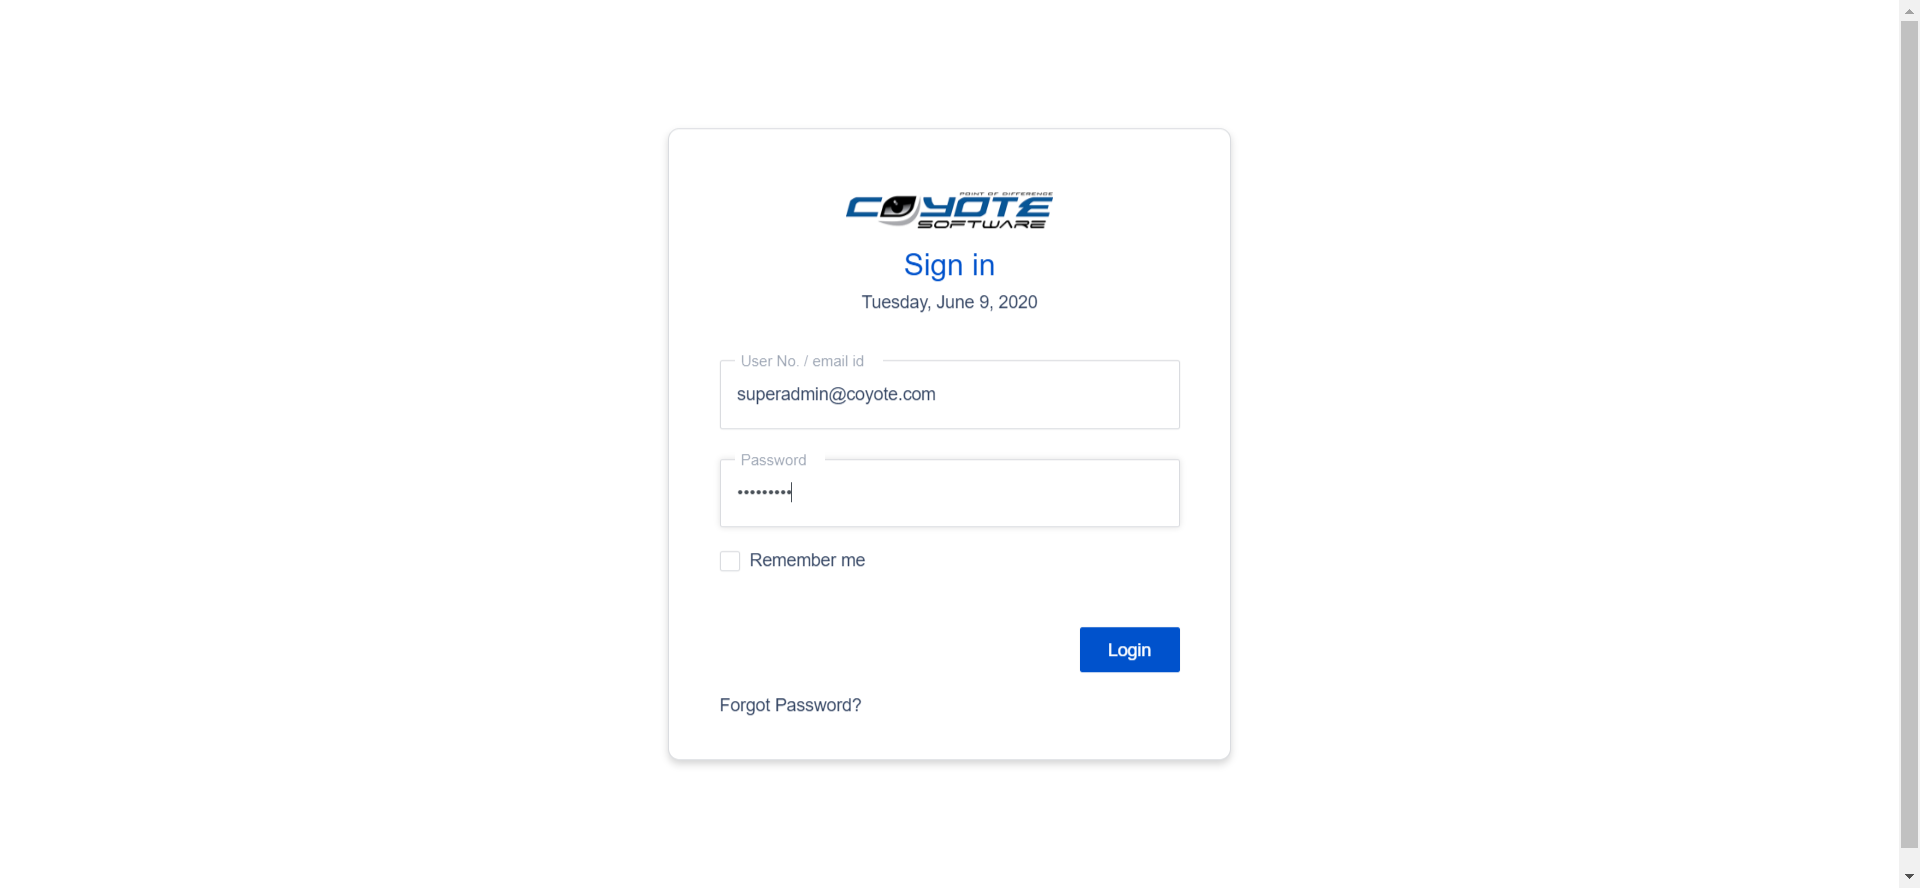 POINT OF DIFFERENCE
COYOTE
SOFTWARE
Sign in
Tuesday, June 9, 2020
User No. / email id
superadmin@coyote.com
Password
•••••••••
Remember me
Login
Forgot Password?